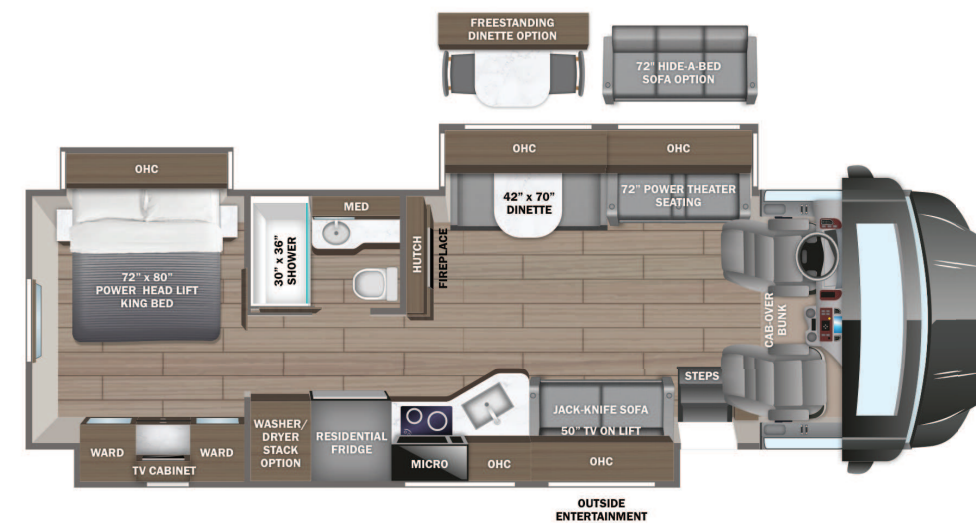 FREESTANDING
DINETTE OPTION
72" HIDE-A-BED
SOFA OPTION
OHC
OHC
OHC
42" x 70"
DINETTE
72" POWER THEATER
SEATING
MED
30" x 36"
SHOWER
HUTCH
FIREPLACE
72" x 80"
POWER HEAD LIFT
KING BED
CAB-OVER
BUNK
STEPS
JACK-KNIFE SOFA
50" TV ON LIFT
WASHER/
DRYER
STACK
OPTION
RESIDENTIAL
FRIDGE
WARD
WARD
TV CABINET
MICRO
OHC
OHC
OUTSIDE
ENTERTAINMENT